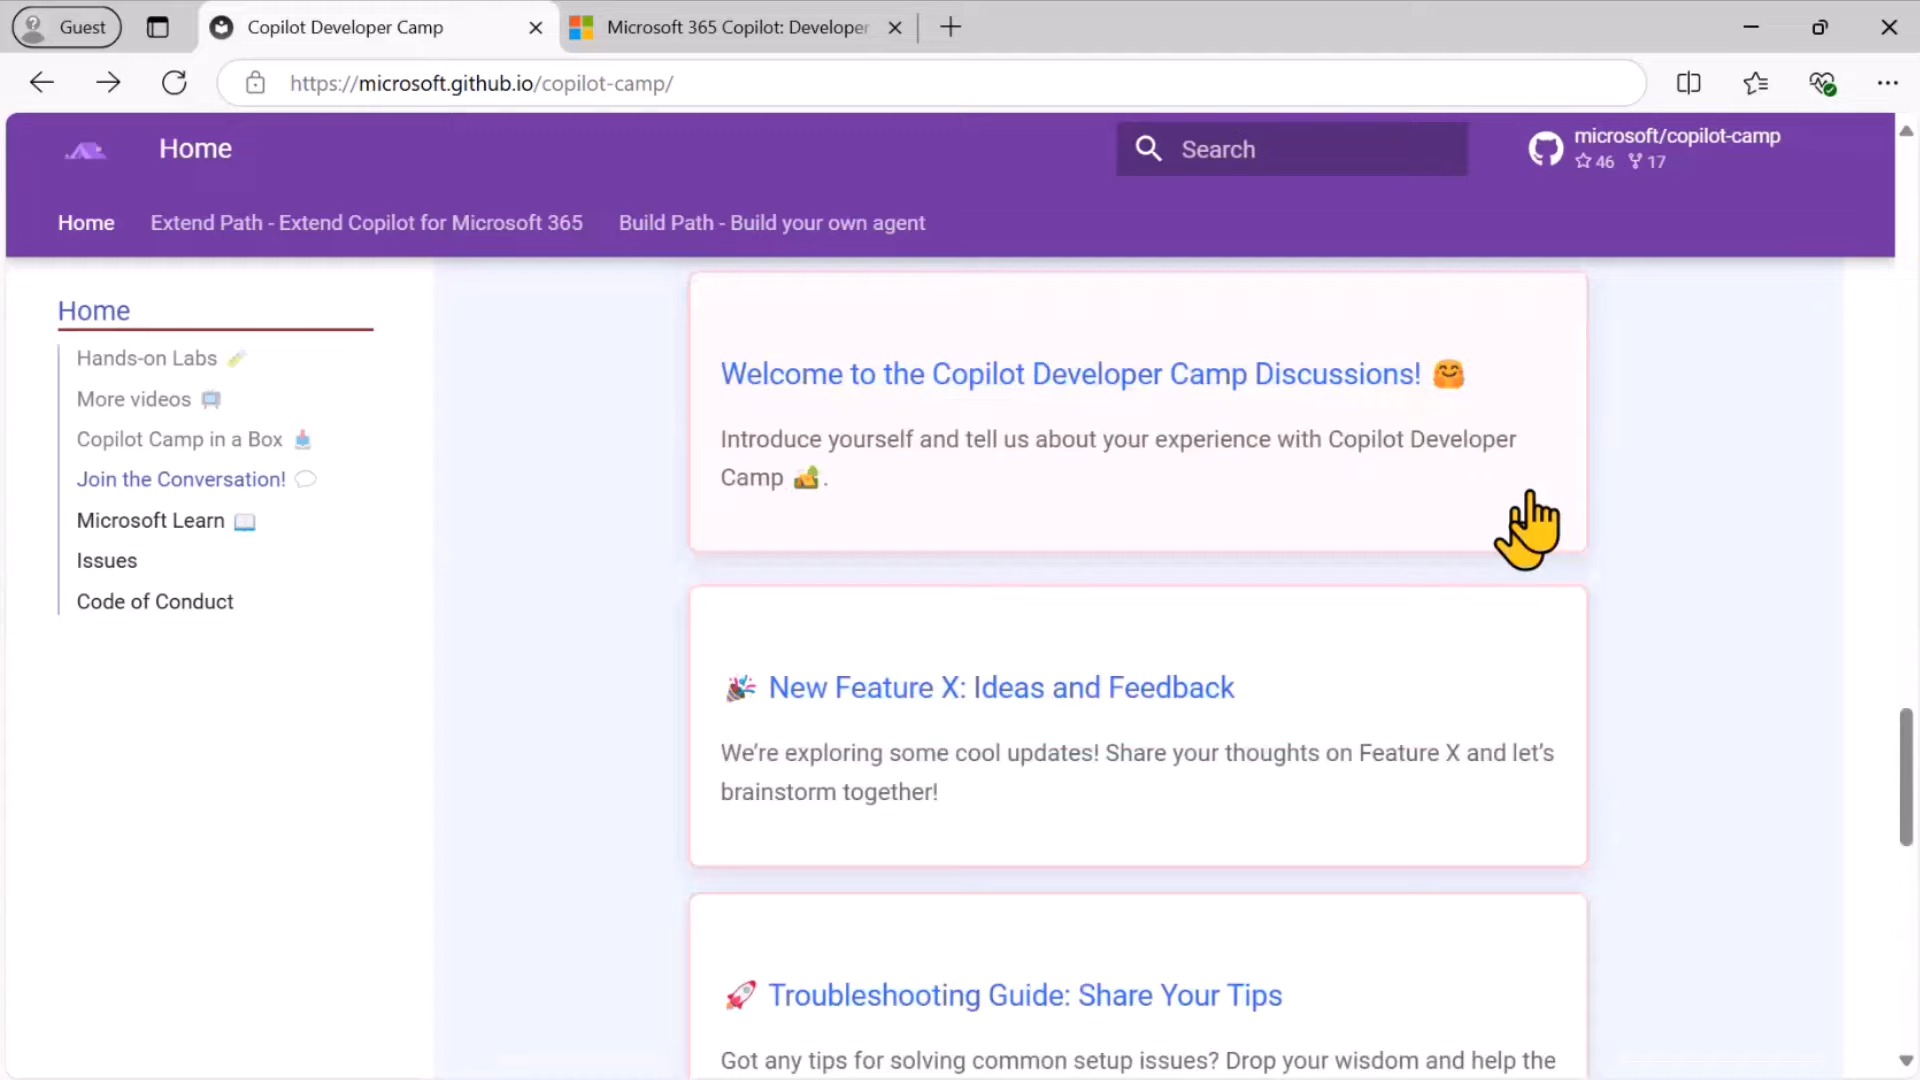 Guest
Copilot Developer Camp
Microsoft 365 Copilot: Developer
https://microsoft.github.io/copilot-camp/
Home
Search
microsoft/copilot-camp
46 17
Home
Extend Path - Extend Copilot for Microsoft 365
Build Path - Build your own agent
Home
Hands-on Labs
More videos
Copilot Camp in a Box
Join the Conversation!
Microsoft Learn
Issues
Code of Conduct
Welcome to the Copilot Developer Camp Discussions!
Introduce yourself and tell us about your experience with Copilot Developer
Camp .
New Feature X: Ideas and Feedback
We’re exploring some cool updates! Share your thoughts on Feature X and let’s
brainstorm together!
Troubleshooting Guide: Share Your Tips
Got any tips for solving common setup issues? Drop your wisdom and help the